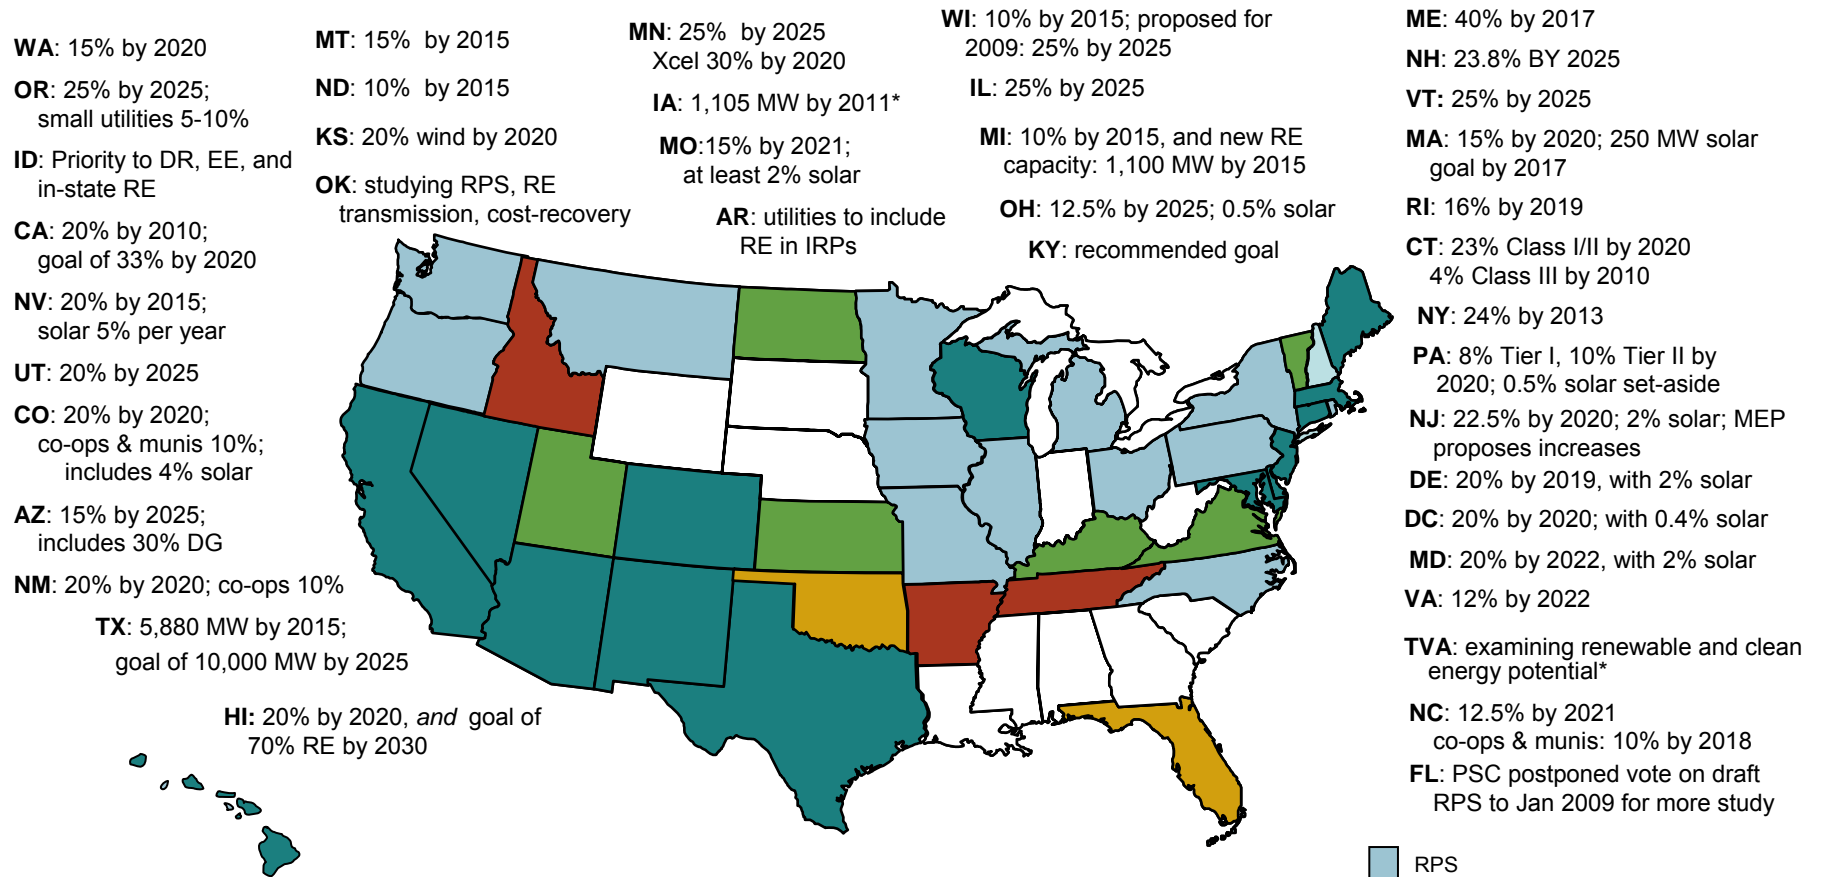 WA: 15% by 2020
OR: 25% by 2025;
small utilities 5-10%
ID: Priority to DR, EE, and
in-state RE
CA: 20% by 2010;
goal of 33% by 2020
NV: 20% by 2015;
solar 5% per year
UT: 20% by 2025
CO: 20% by 2020;
co-ops & munis 10%;
includes 4% solar
AZ: 15% by 2025;
includes 30% DG
NM: 20% by 2020; co-ops 10%
TX: 5,880 MW by 2015;
goal of 10,000 MW by 2025
HI: 20% by 2020, and goal of
70% RE by 2030
MT: 15% by 2015
ND: 10% by 2015
KS: 20% wind by 2020
OK: studying RPS, RE
transmission, cost-recovery
MN: 25% by 2025
Xcel 30% by 2020
IA: 1,105 MW by 2011*
MO:15% by 2021;
at least 2% solar
AR: utilities to include
RE in IRPs
WI: 10% by 2015; proposed for
2009: 25% by 2025
IL: 25% by 2025
MI: 10% by 2015, and new RE
capacity: 1,100 MW by 2015
OH: 12.5% by 2025; 0.5% solar
KY: recommended goal
ME: 40% by 2017
NH: 23.8% BY 2025
VT: 25% by 2025
MA: 15% by 2020; 250 MW solar
goal by 2017
RI: 16% by 2019
CT: 23% Class I/II by 2020
4% Class III by 2010
NY: 24% by 2013
PA: 8% Tier I, 10% Tier II by
2020; 0.5% solar set-aside
NJ: 22.5% by 2020; 2% solar; MEP
proposes increases
DE: 20% by 2019, with 2% solar
DC: 20% by 2020; with 0.4% solar
MD: 20% by 2022, with 2% solar
VA: 12% by 2022
TVA: examining renewable and clean
energy potential*
NC: 12.5% by 2021
co-ops & munis: 10% by 2018
FL: PSC postponed vote on draft
RPS to Jan 2009 for more study
RPS